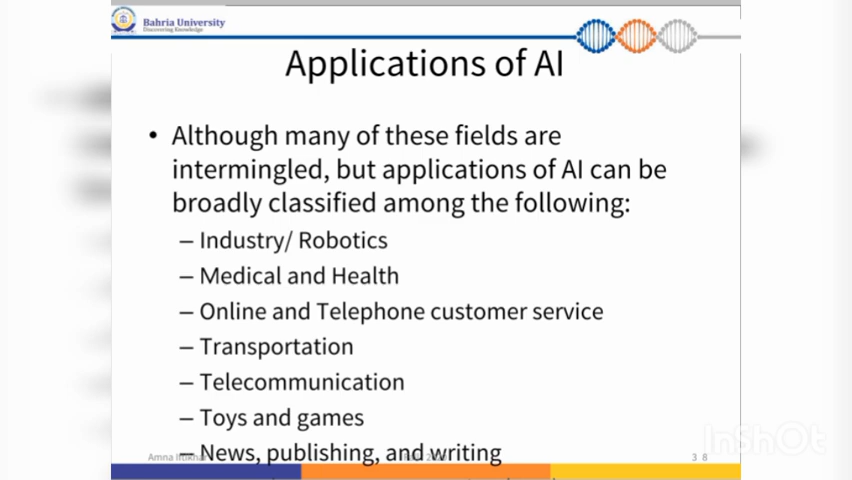 Bahria University
Discovering Knowledge
Applications of AI
• Although many of these fields are
intermingled, but applications of AI can be
broadly classified among the following:
– Industry/ Robotics
– Medical and Health
– Online and Telephone customer service
– Transportation
– Telecommunication
– Toys and games
– News, publishing, and writing
Amna
38
InShOt